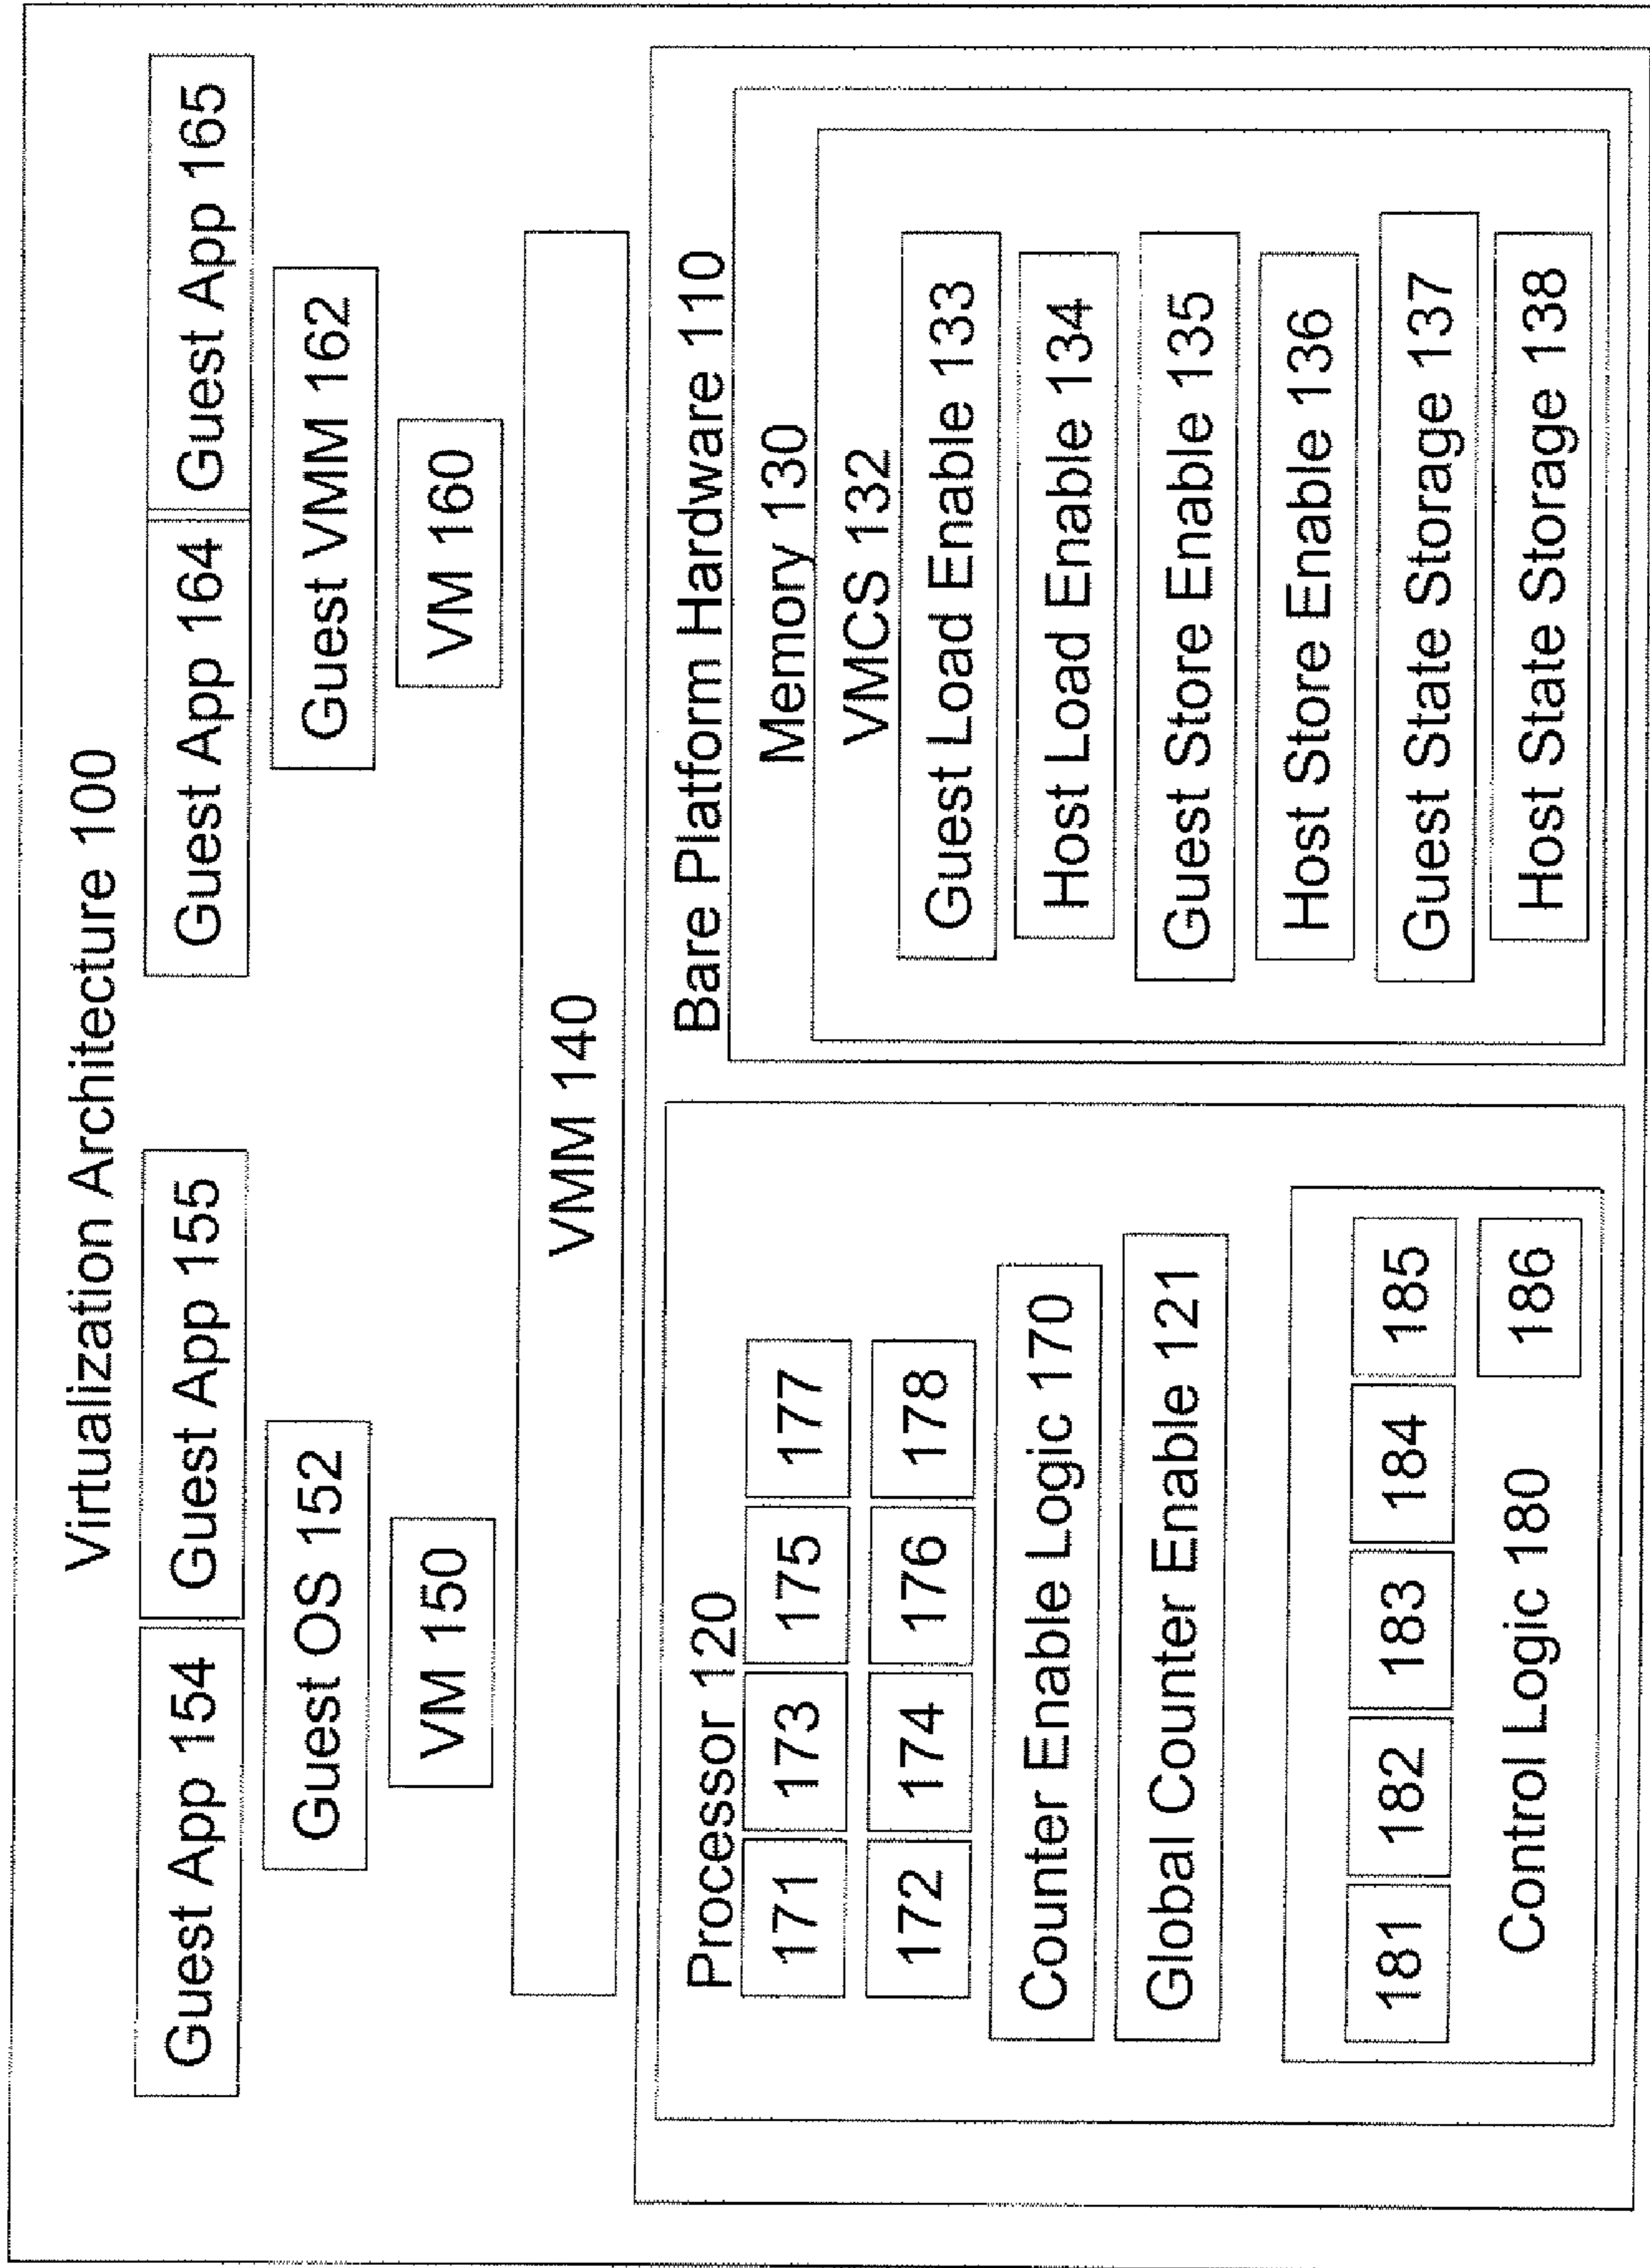 Virtualization Architecture 100
Guest App 154 Guest App 155 Guest App 164 Guest App 165
Guest OS 152 Guest VMM 162
VM 150 VM 160
VMM 140
Bare Platform Hardware 110
Processor 120
171 173 175 177
172 174 176 178
Counter Enable Logic 170
Global Counter Enable 121
181 182 183 184 185
Control Logic 180 186
Memory 130
VMCS 132
Guest Load Enable 133
Host Load Enable 134
Guest Store Enable 135
Host Store Enable 136
Guest State Storage 137
Host State Storage 138